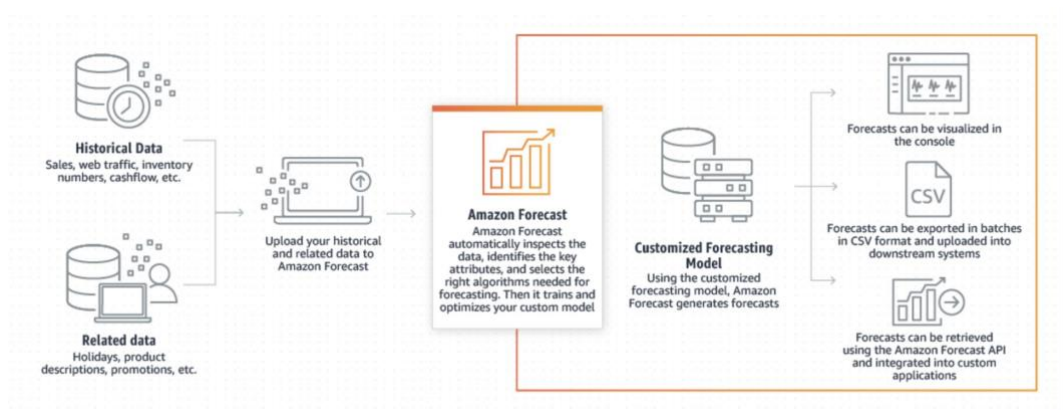 Historical Data
Sales, web traffic, inventory
numbers, cashflow, etc.
Related data
Holidays, product
descriptions, promotions, etc.
Upload your historical
and related data to
Amazon Forecast
Amazon Forecast
Amazon Forecast
automatically inspects the
data, identifies the key
attributes, and selects the
right algorithms needed for
forecasting. Then it trains and
optimizes your custom model
Customized Forecasting
Model
Using the customized
forecasting model, Amazon
Forecast generates forecasts
Forecasts can be visualized in
the console
CSV
Forecasts can be exported in batches
in CSV format and uploaded into
downstream systems
Forecasts can be retrieved
using the Amazon Forecast API
and integrated into custom
applications